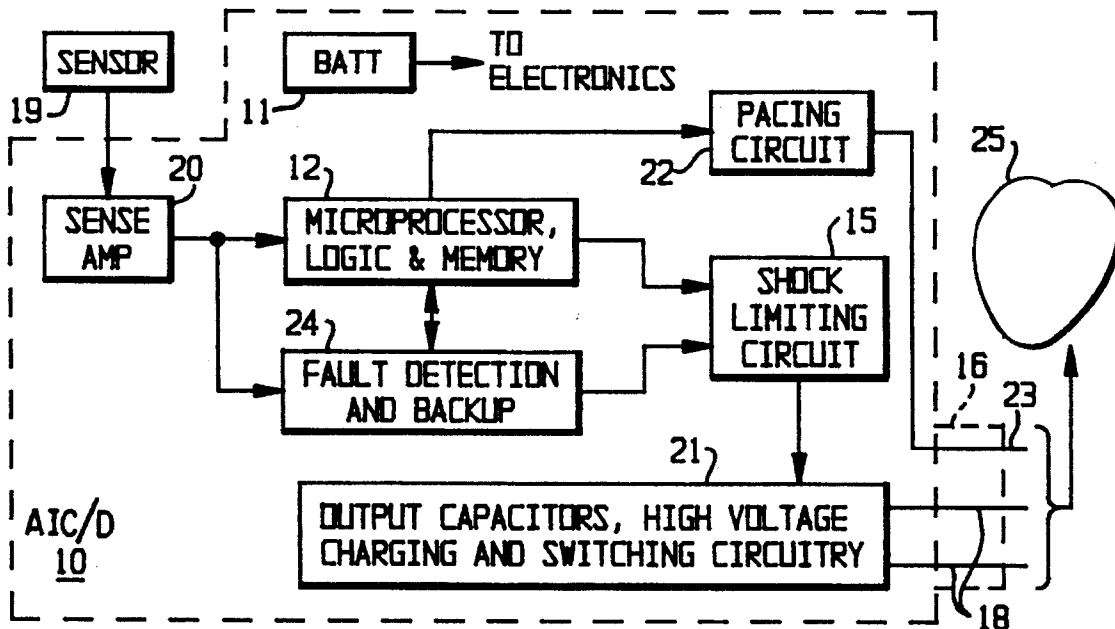 SENSOR
19
BATT
11
TO
ELECTRONICS
PACING
CIRCUIT
22
25
20
SENSE
AMP
12
MICROPROCESSOR,
LOGIC & MEMORY
15
SHOCK
LIMITING
CIRCUIT
24
FAULT DETECTION
AND BACKUP
16
23
21
OUTPUT CAPACITORS, HIGH VOLTAGE
CHARGING AND SWITCHING CIRCUITRY
AIC/D
10
18